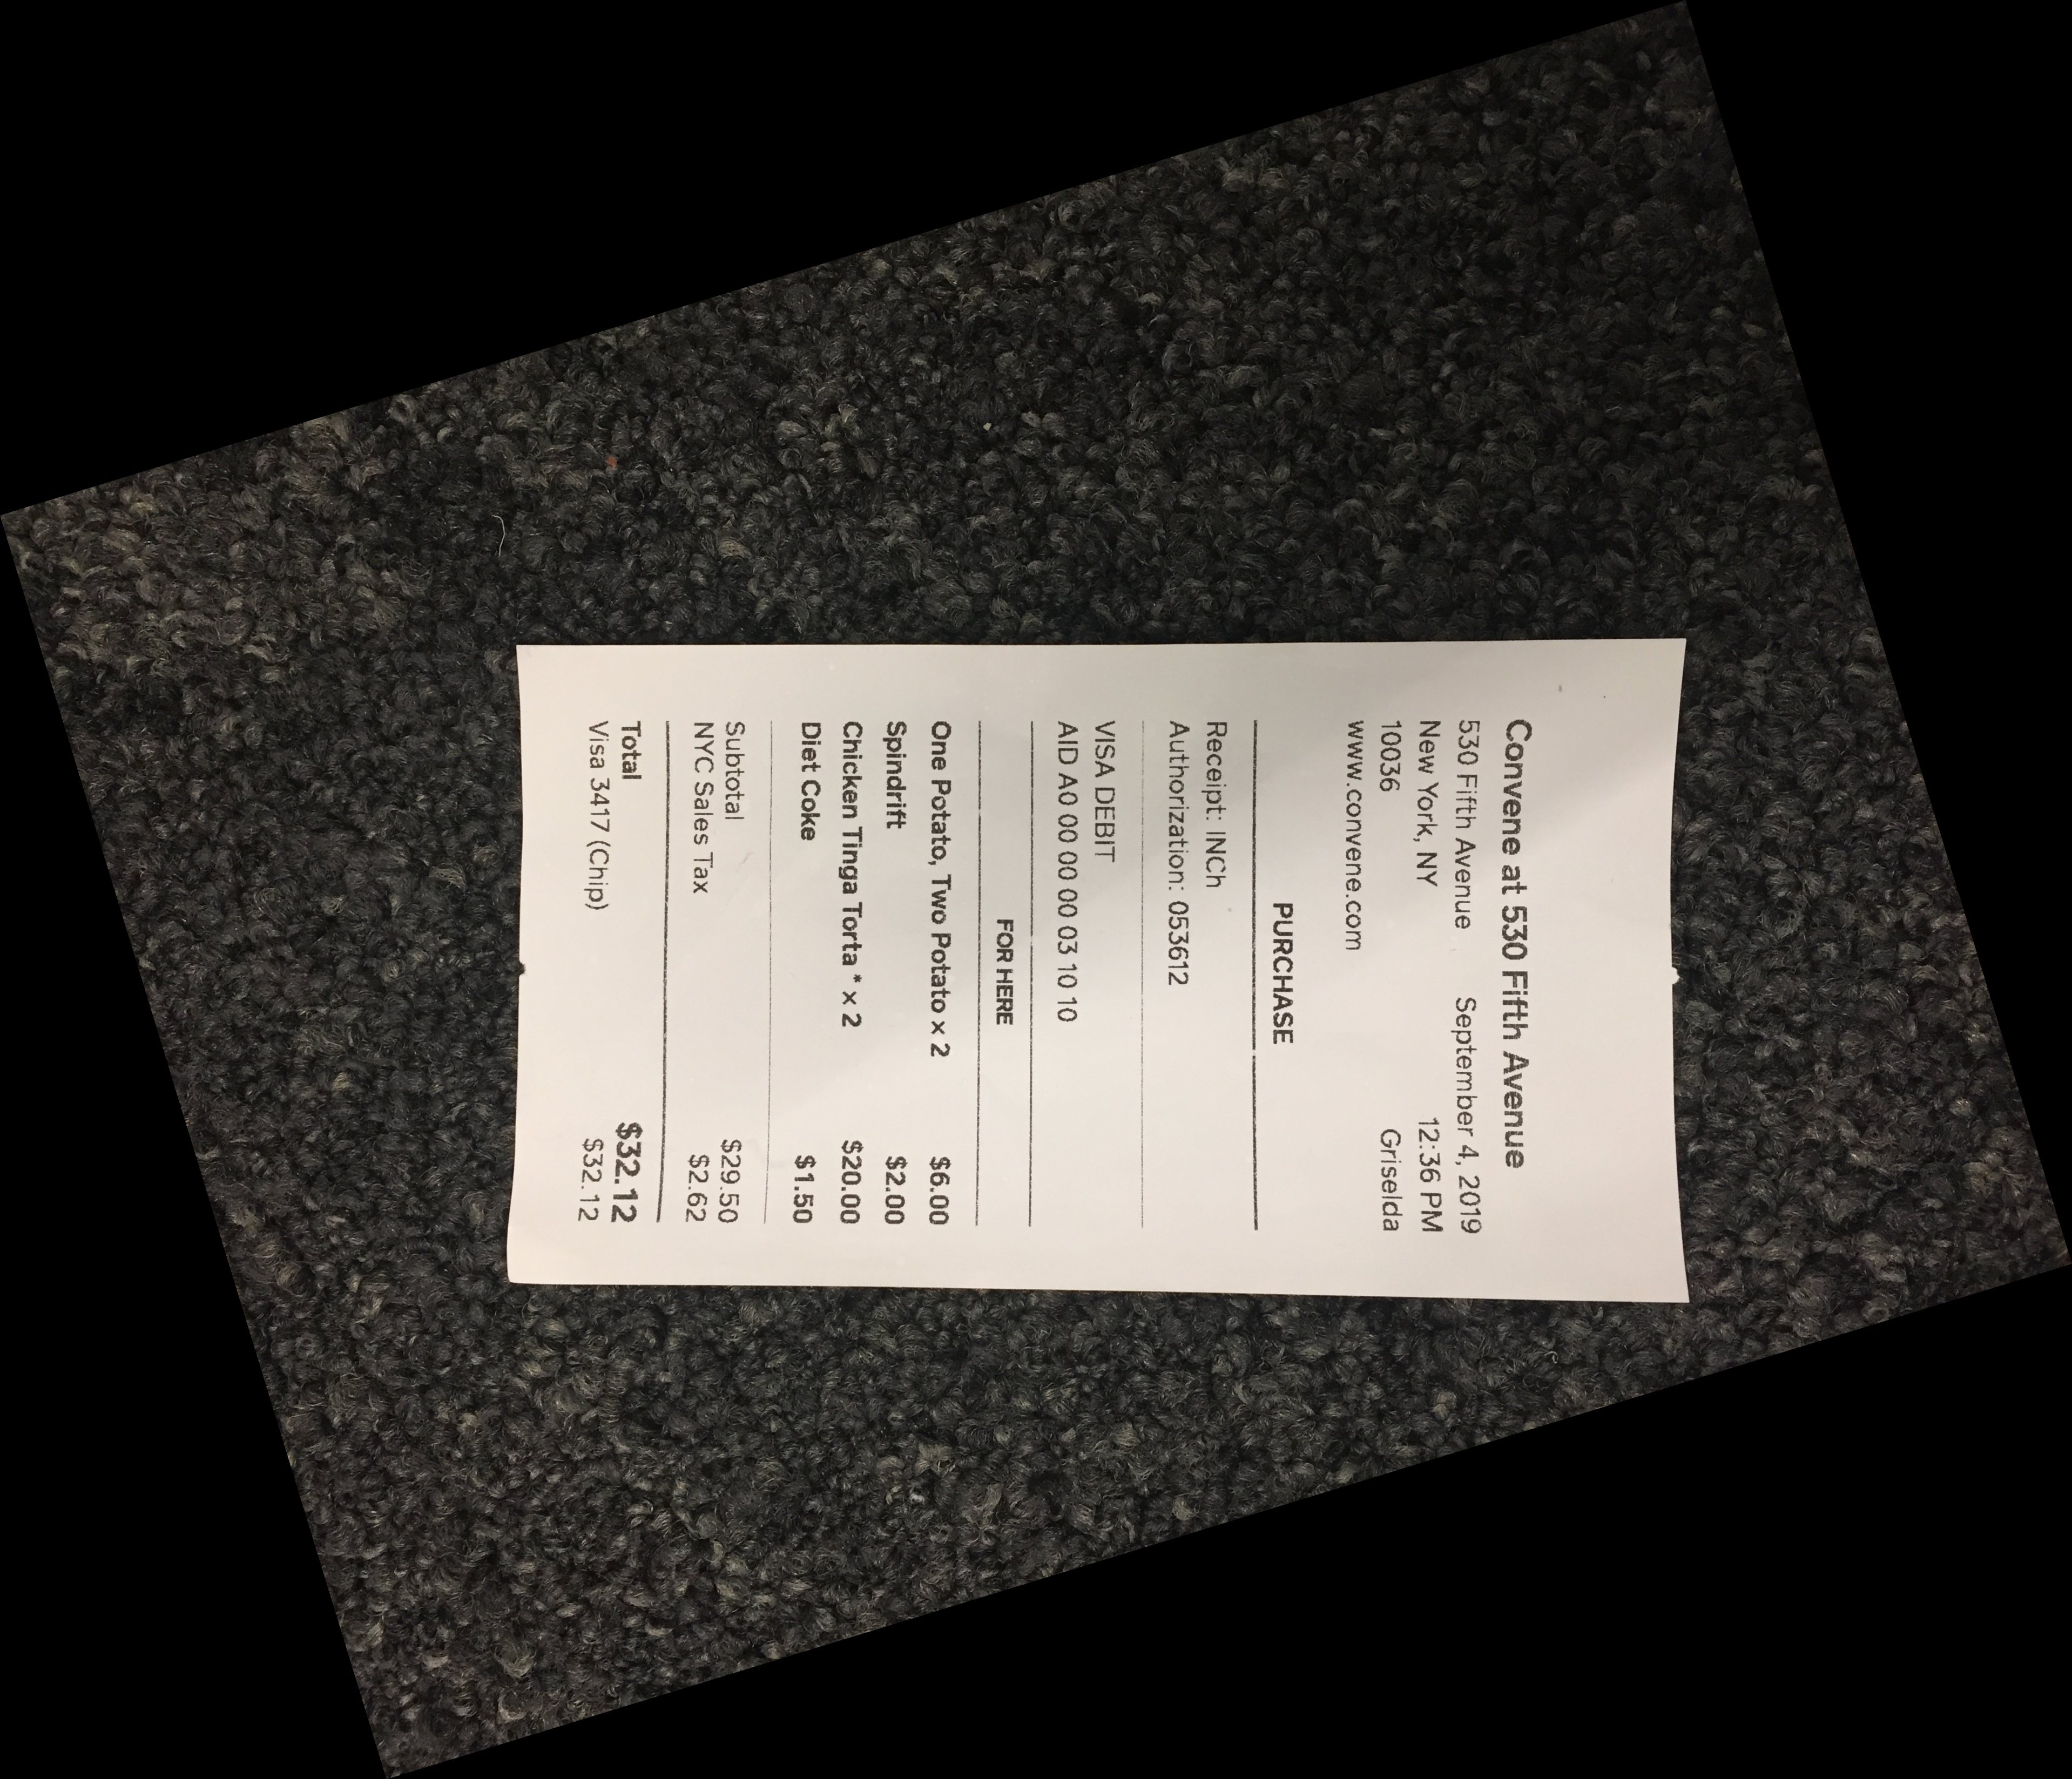 Convene at 530 Fifth Avenue
530 Fifth Avenue September 4, 2019
New York, NY 12:36 PM
10036 Griselda
www.convene.com
PURCHASE
Receipt: INCh
Authorization: 053612
VISA DEBIT
AID A0 00 00 00 03 10 10
FOR HERE
One Potato, Two Potato x 2 $6.00
Spindrift $2.00
Chicken Tinga Torta * x 2 $20.00
Diet Coke $1.50
Subtotal $29.50
NYC Sales Tax $2.62
Total $32.12
Visa 3417 (Chip) $32.12